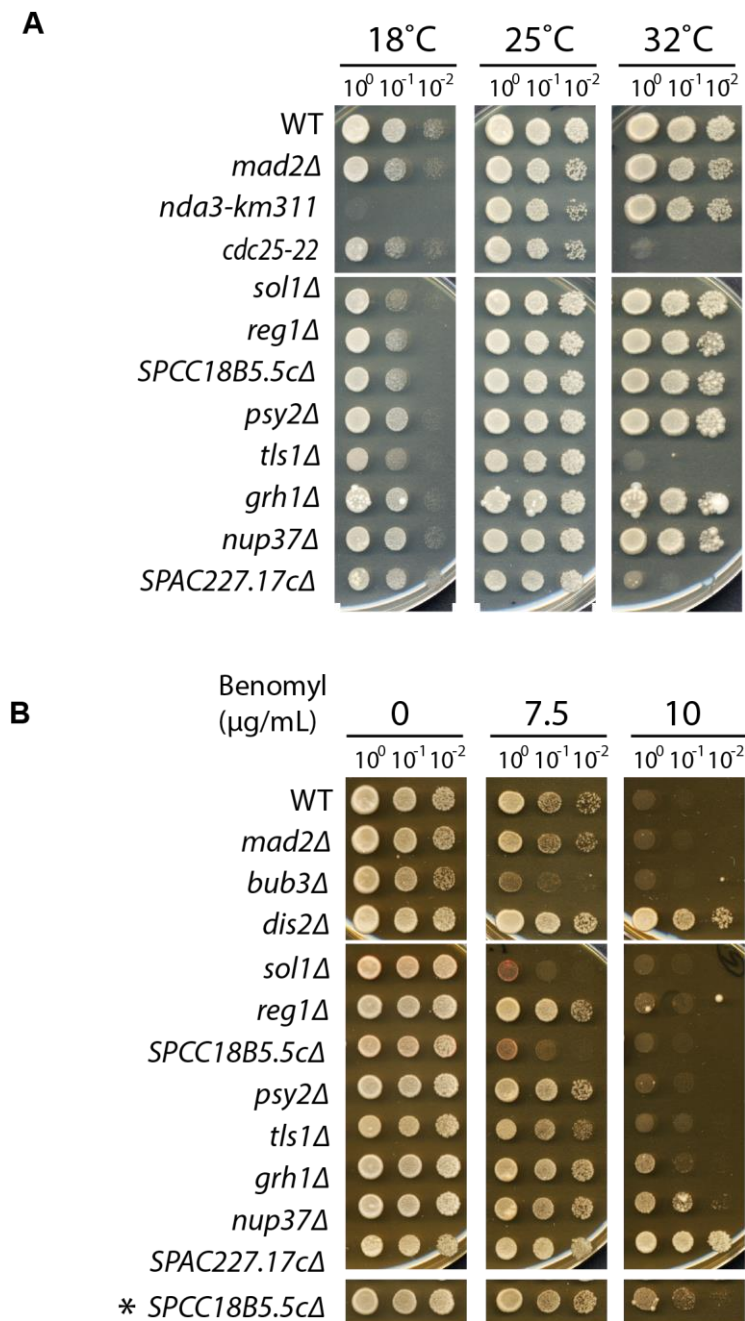 A
18°C 25°C 32°C
10⁰ 10⁻¹ 10⁻² 10⁰ 10⁻¹ 10⁻² 10⁰ 10⁻¹ 10⁻²
WT
mad2Δ
nda3-km311
cdc25-22
sol1Δ
reg1Δ
SPCC18B5.5cΔ
psy2Δ
tls1Δ
grh1Δ
nup37Δ
SPAC227.17cΔ
B
Benomyl
(μg/mL) 0 7.5 10
10⁰ 10⁻¹ 10⁻² 10⁰ 10⁻¹ 10⁻² 10⁰ 10⁻¹ 10⁻²
WT
mad2Δ
bub3Δ
dis2Δ
sol1Δ
reg1Δ
SPCC18B5.5cΔ
psy2Δ
tls1Δ
grh1Δ
nup37Δ
SPAC227.17cΔ
* SPCC18B5.5cΔ